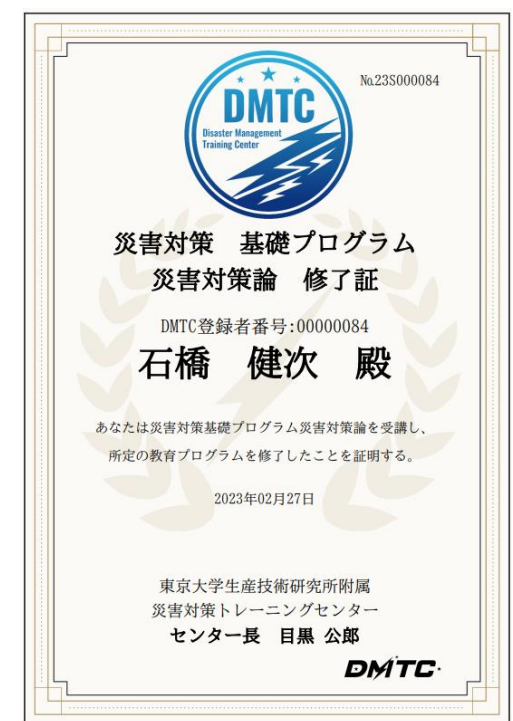 No.23S000084
DMTC
Disaster Management
Training Center
災害対策　基礎プログラム
災害対策論　修了証
DMTC登録者番号:00000084
石橋　健次　殿
あなたは災害対策基礎プログラム災害対策論を受講し、
所定の教育プログラムを修了したことを証明する。
2023年02月27日
東京大学生産技術研究所附属
災害対策トレーニングセンター
センター長　目黒 公郎
DMTC